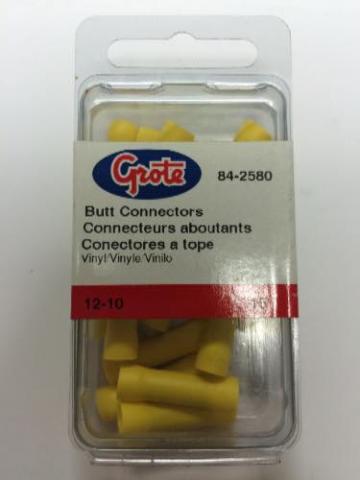 Grote
84-2580
Butt Connectors
Connecteurs aboutants
Conectores a tope
Vinyl/Vinyle/Vinilo
12-10